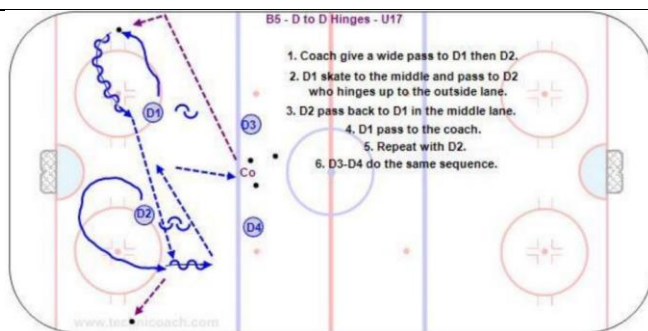 B5 - D to D Hinges - U17
1. Coach give a wide pass to D1 then D2.
2. D1 skate to the middle and pass to D2
who hinges up to the outside lane.
3. D2 pass back to D1 in the middle lane.
4. D1 pass to the coach.
5. Repeat with D2.
6. D3-D4 do the same sequence.
D1
D3
Co
D2
D4
www.technicoach.com